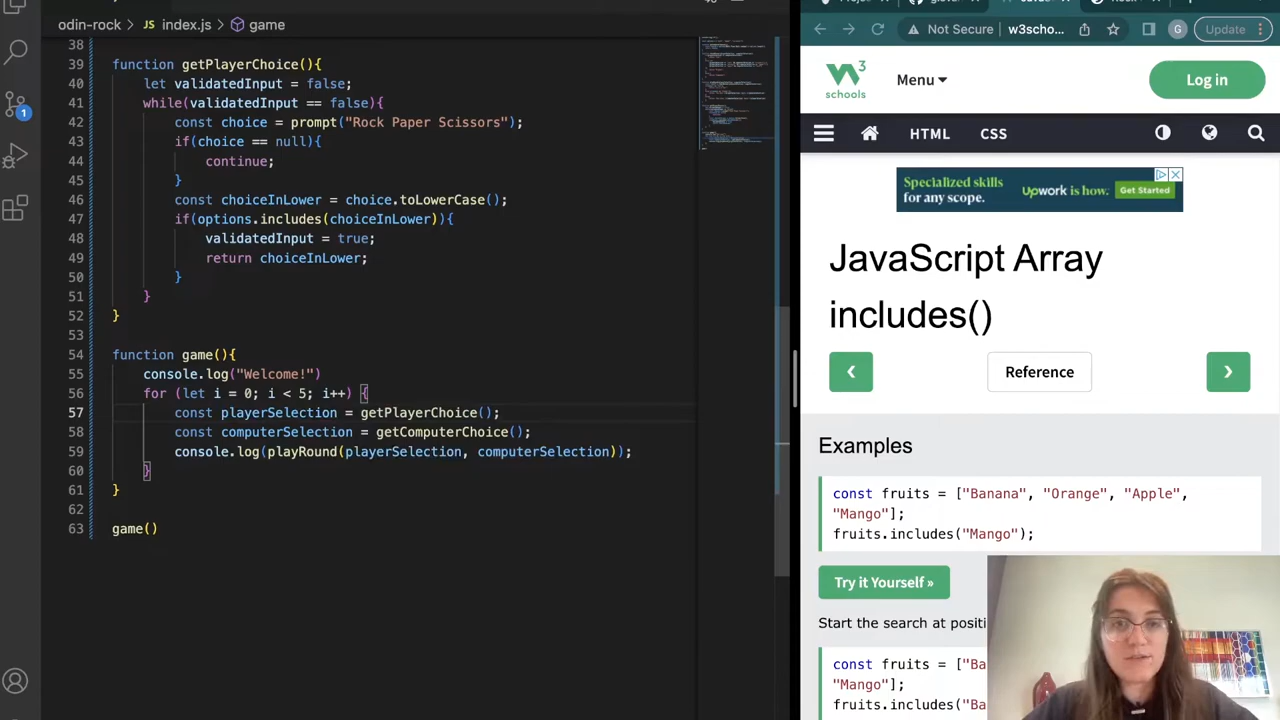 odin-rock > JS index.js > game
38
39 function getPlayerChoice(){
40 let validatedInput = false;
41 while(validatedInput == false){
42 const choice = prompt("Rock Paper Scissors");
43 if(choice == null){
44 continue;
45 }
46 const choiceInLower = choice.toLowerCase();
47 if(options.includes(choiceInLower)){
48 validatedInput = true;
49 return choiceInLower;
50 }
51 }
52 }
53
54 function game(){
55 console.log("Welcome!")
56 for (let i = 0; i < 5; i++) {
57 const playerSelection = getPlayerChoice();
58 const computerSelection = getComputerChoice();
59 console.log(playRound(playerSelection, computerSelection));
60 }
61 }
62
63 game()
Not Secure | w3scho...
G
Update
W3
schools
Menu
Log in
HTML CSS
Specialized skills
for any scope.
Upwork is how.
Get Started
JavaScript Array
includes()
Reference
Examples
const fruits = ["Banana", "Orange", "Apple",
"Mango"];
fruits.includes("Mango");
Try it Yourself »
Start the search at positi
const fruits = ["Ba
"Mango"];
fruits.includes("Ba